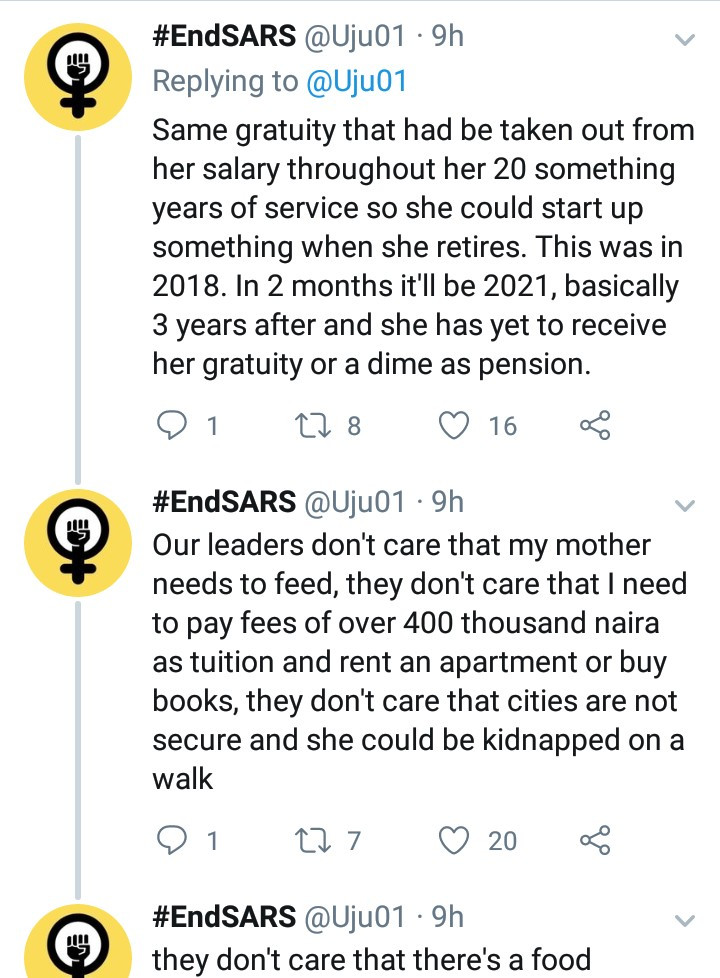 #EndSARS @Uju01 · 9h
Replying to @Uju01
Same gratuity that had be taken out from
her salary throughout her 20 something
years of service so she could start up
something when she retires. This was in
2018. In 2 months it'll be 2021, basically
3 years after and she has yet to receive
her gratuity or a dime as pension.
1 8 16
#EndSARS @Uju01 · 9h
Our leaders don't care that my mother
needs to feed, they don't care that I need
to pay fees of over 400 thousand naira
as tuition and rent an apartment or buy
books, they don't care that cities are not
secure and she could be kidnapped on a
walk
1 7 20
#EndSARS @Uju01 · 9h
they don't care that there's a food